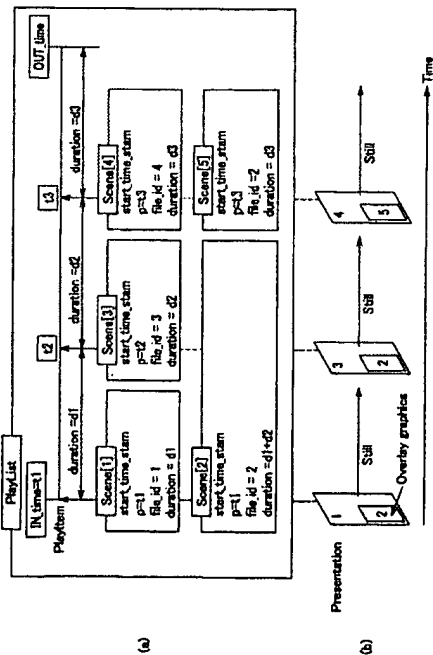 PlayList
IN_time=t1
t2
t3
OUT_time
PlayItem
duration =d1
duration =d2
duration =d3
(a)
Scene[1]
start_time_stam
p=t1
file_id = 1
duration = d1
Scene[3]
start_time_stam
p=t2
file_id = 3
duration = d2
Scene[4]
start_time_stam
p=t3
file_id = 4
duration = d3
Scene[2]
start_time_stam
p=t1
file_id = 2
duration =d1+d2
Scene[5]
start_time_stam
p=t3
file_id =2
duration = d3
(b)
Presentation
1
2
Still
3
2
Still
4
5
Still
Overlay graphics
Time